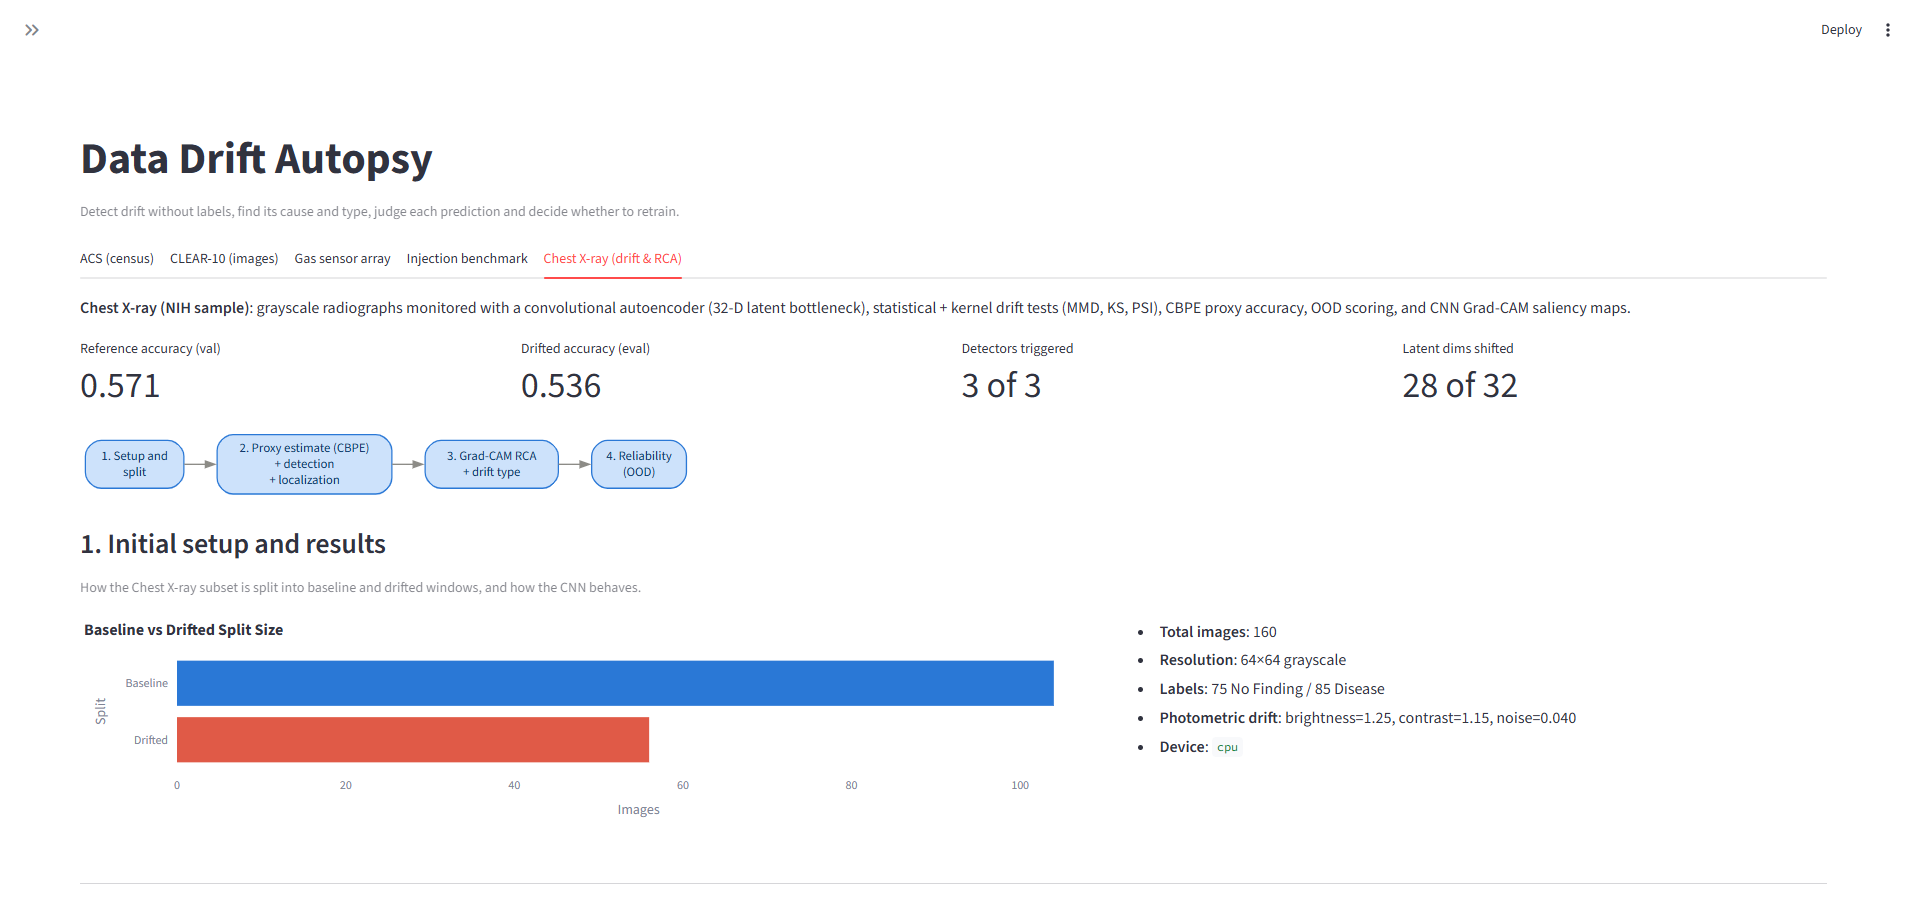 Deploy
Data Drift Autopsy
Detect drift without labels, find its cause and type, judge each prediction and decide whether to retrain.
ACS (census) CLEAR-10 (images) Gas sensor array Injection benchmark Chest X-ray (drift & RCA)
Chest X-ray (NIH sample): grayscale radiographs monitored with a convolutional autoencoder (32-D latent bottleneck), statistical + kernel drift tests (MMD, KS, PSI), CBPE proxy accuracy, OOD scoring, and CNN Grad-CAM saliency maps.
Reference accuracy (val)
0.571
Drifted accuracy (eval)
0.536
Detectors triggered
3 of 3
Latent dims shifted
28 of 32
1. Setup and
split
2. Proxy estimate (CBPE)
+ detection
+ localization
3. Grad-CAM RCA
+ drift type
4. Reliability
(OOD)
1. Initial setup and results
How the Chest X-ray subset is split into baseline and drifted windows, and how the CNN behaves.
Baseline vs Drifted Split Size
Split
Baseline
Drifted
0 20 40 60 80 100
Images
• Total images: 160
• Resolution: 64×64 grayscale
• Labels: 75 No Finding / 85 Disease
• Photometric drift: brightness=1.25, contrast=1.15, noise=0.040
• Device: cpu